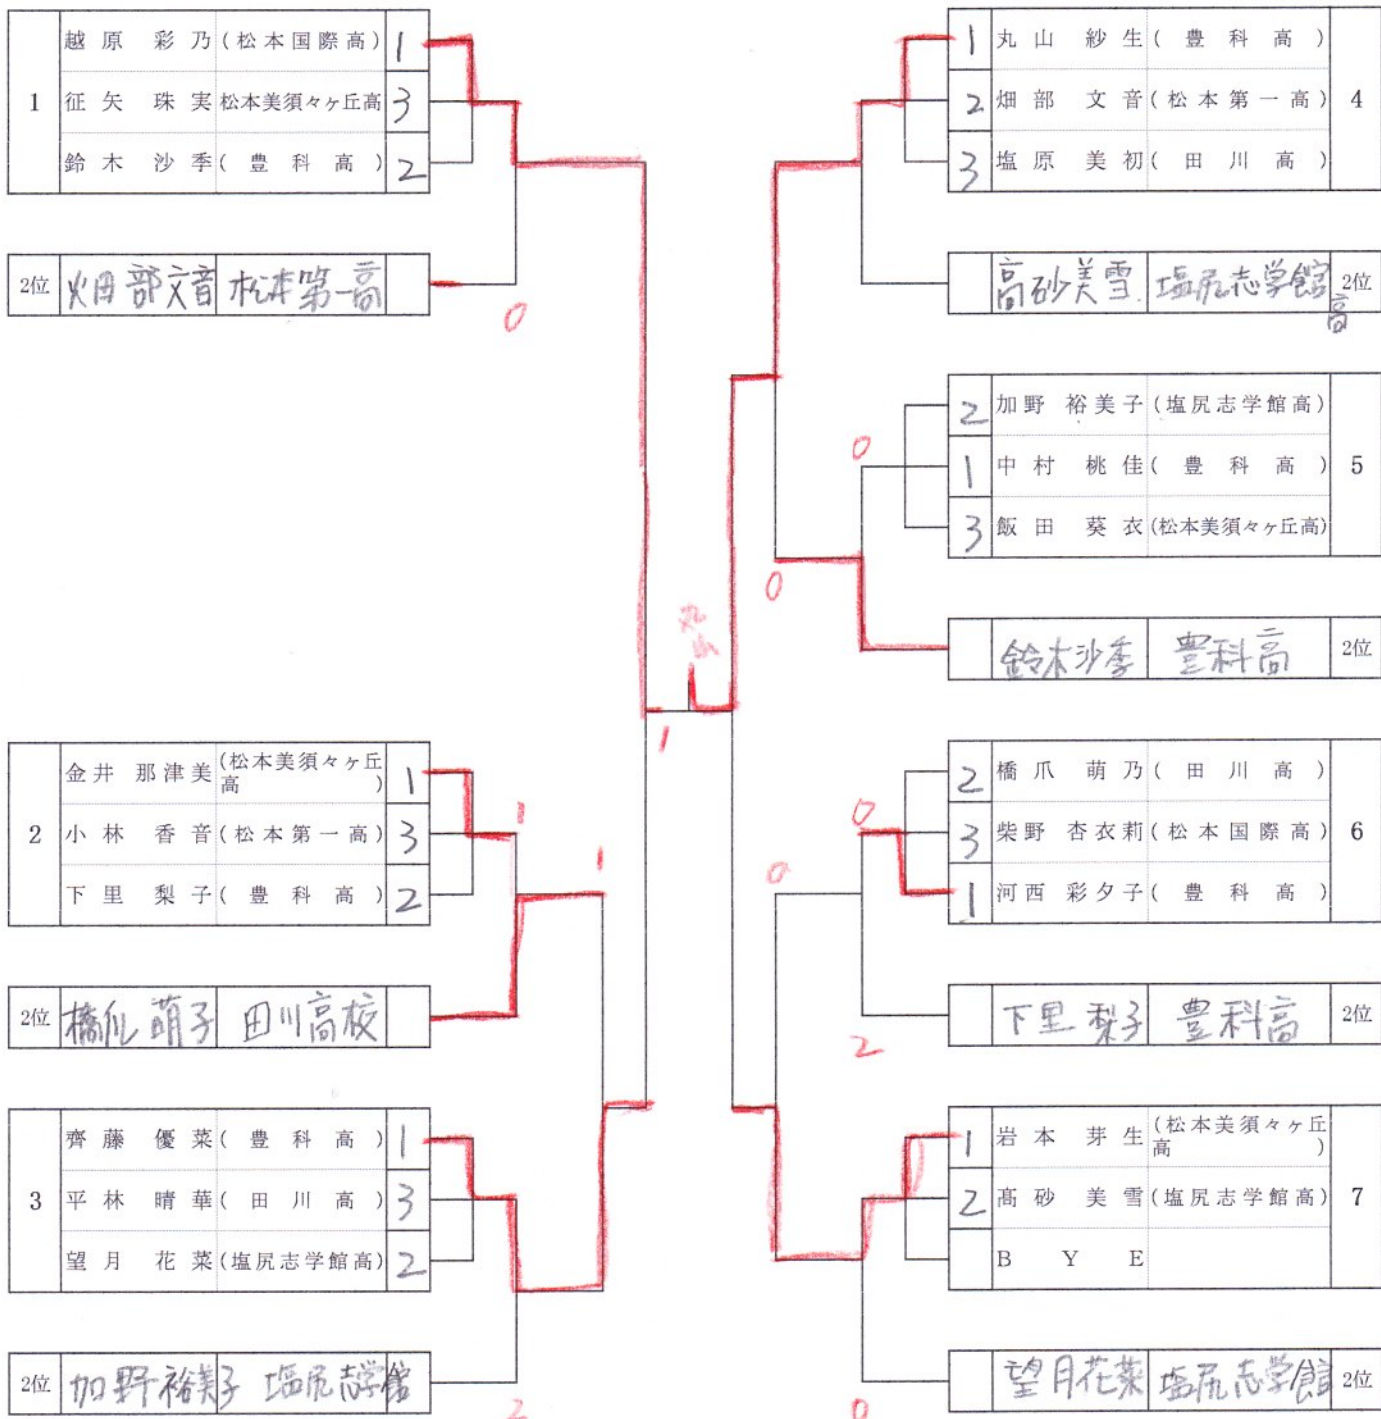 1
越原 彩乃 (松本国際高) 1
征矢 珠実 松本美須々ヶ丘高 3
鈴木 沙季 (豊科高) 2
2位 畑部文音 松本第一高
0
2
金井 那津美 (松本美須々ヶ丘高) 1
小林 香音 (松本第一高) 3
下里 梨子 (豊科高) 2
1
1
2位 橋爪 萌子 田川高校
3
齊藤 優菜 (豊科高) 1
平林 晴華 (田川高) 3
望月 花菜 (塩尻志学館高) 2
2位 加野裕美子 塩尻志学館
2
丸山
1
1 丸山 紗生 (豊科高)
2 畑部 文音 (松本第一高)
3 塩原 美初 (田川高)
4
高砂美雪 塩尻志学館高 2位
2 加野 裕美子 (塩尻志学館高)
1 中村 桃佳 (豊科高)
3 飯田 葵衣 (松本美須々ヶ丘高)
5
0
0
鈴木沙季 豊科高 2位
2 橋爪 萌乃 (田川高)
3 柴野 杏衣莉 (松本国際高)
1 河西 彩夕子 (豊科高)
6
0
0
下里 梨子 豊科高 2位
2
1 岩本 芽生 (松本美須々ヶ丘高)
2 髙砂 美雪 (塩尻志学館高)
BYE
7
望月花菜 塩尻志学館 2位
0